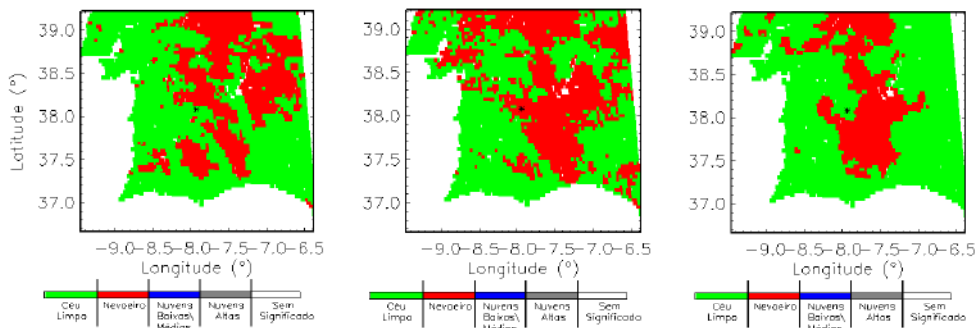 39.0
38.5
38.0
37.5
37.0
Latitude (°)
−9.0−8.5−8.0−7.5−7.0−6.5
Longitude (°)
Céu
Limpo
Nevoeiro
Nuvens
Baixas\
Médias
Nuvens
Altas
Sem
Significado
39.0
38.5
38.0
37.5
37.0
−9.0−8.5−8.0−7.5−7.0−6.5
Longitude (°)
Céu
Limpo
Nevoeiro
Nuvens
Baixas\
Médias
Nuvens
Altas
Sem
Significado
39.0
38.5
38.0
37.5
37.0
−9.0−8.5−8.0−7.5−7.0−6.5
Longitude (°)
Céu
Limpo
Nevoeiro
Nuvens
Baixas\
Médias
Nuvens
Altas
Sem
Significado